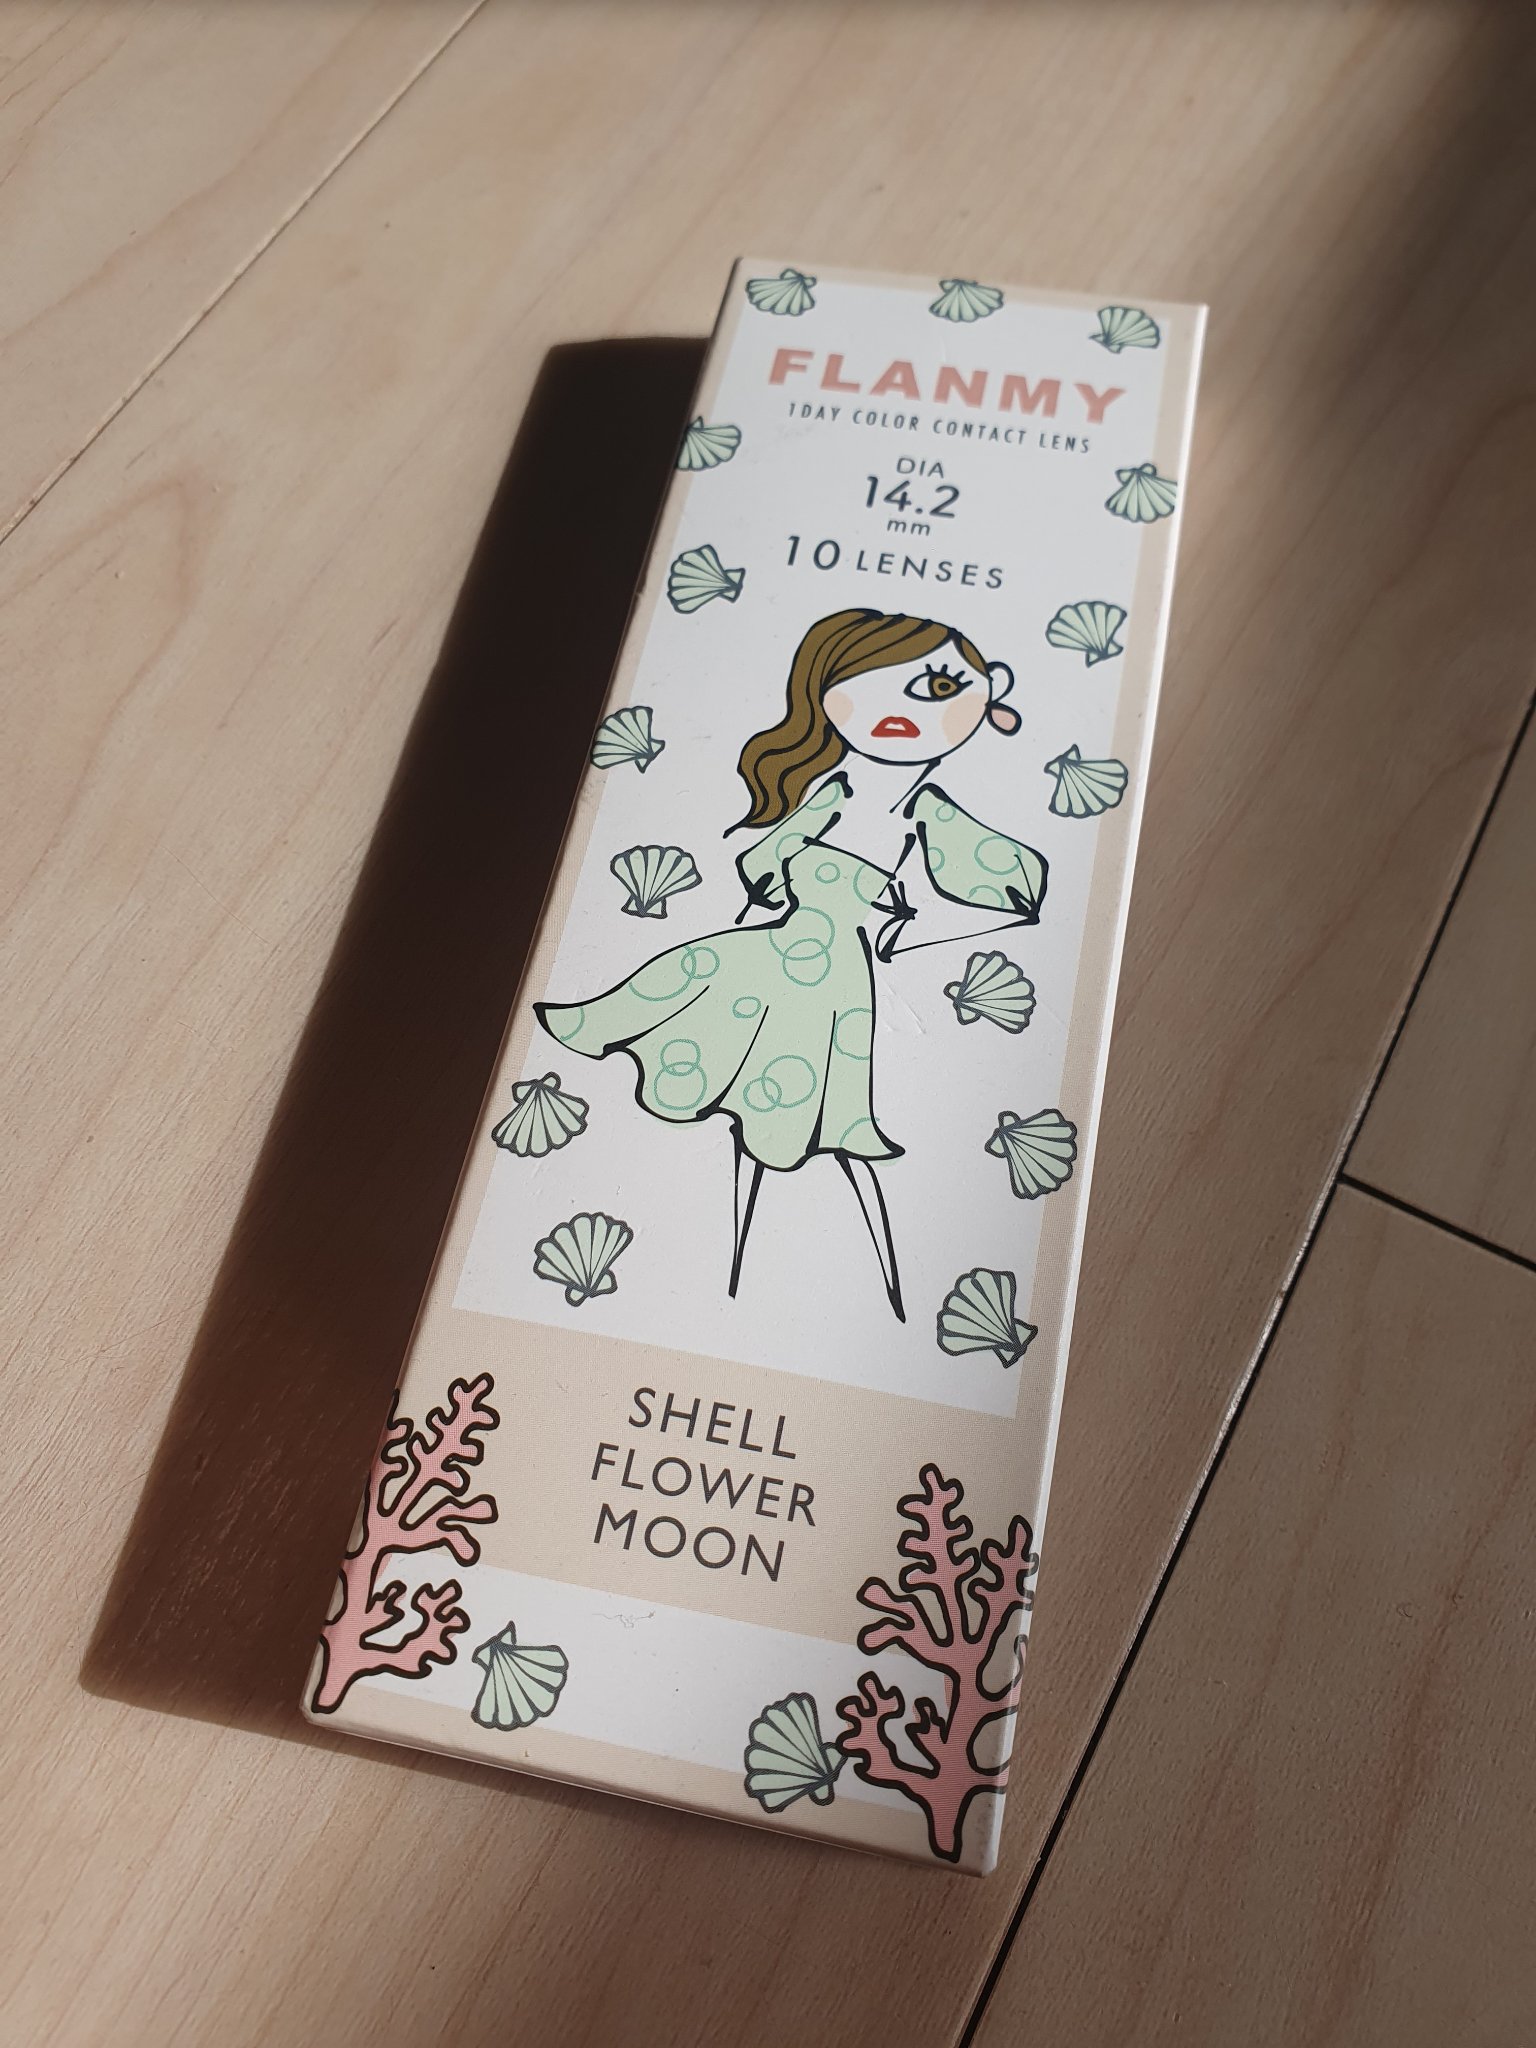 FLANMY
1DAY COLOR CONTACT LENS
DIA
14.2
mm
10 LENSES
SHELL
FLOWER
MOON